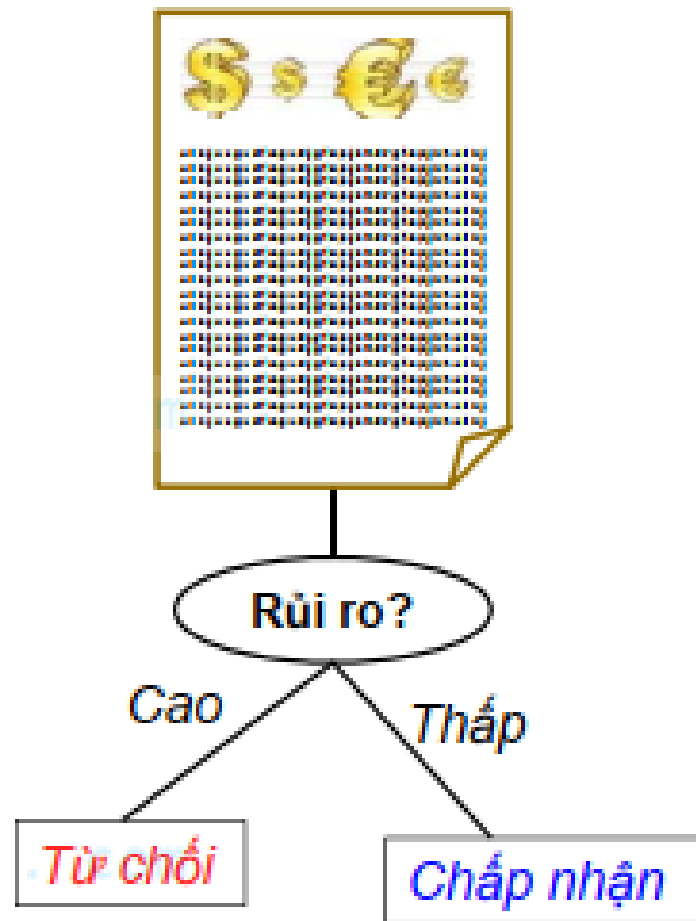 $ $ € €
Rủi ro?
Cao
Thấp
Từ chối
Chấp nhận